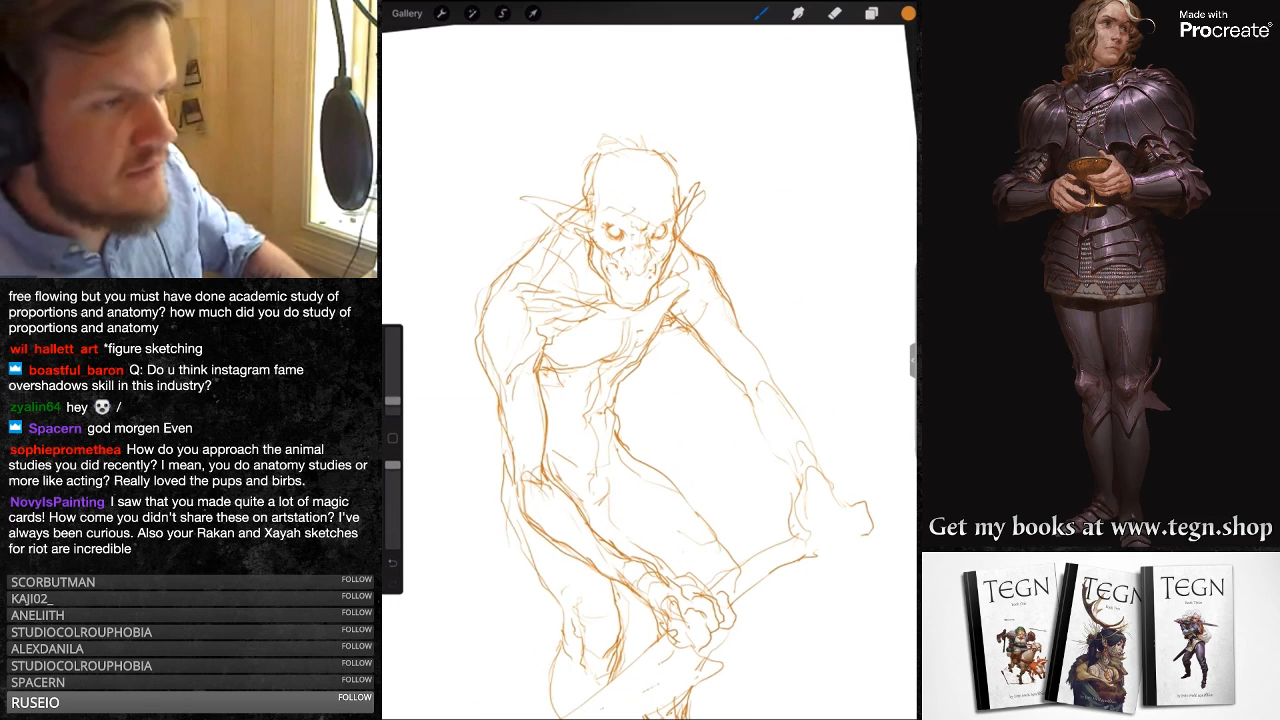 Gallery
free flowing but you must have done academic study of
proportions and anatomy? how much did you do study of
proportions and anatomy
wil_hallett_art *figure sketching
boastful_baron Q: Do u think instagram fame
overshadows skill in this industry?
zyalin64 hey /
Spacern god morgen Even
sophiepromethea How do you approach the animal
studies you did recently? I mean, you do anatomy studies or
more like acting? Really loved the pups and birbs.
NovylsPainting I saw that you made quite a lot of magic
cards! How come you didn't share these on artstation? I've
always been curious. Also your Rakan and Xayah sketches
for riot are incredible
SCORBUTMAN FOLLOW
KAJI02_ FOLLOW
ANELIITH FOLLOW
STUDIOCOLROUPHOBIA FOLLOW
ALEXDANILA FOLLOW
STUDIOCOLROUPHOBIA FOLLOW
SPACERN FOLLOW
RUSEIO FOLLOW
Made with
Procreate®
Get my books at www.tegn.shop
TEGN
TEGN
TEGN